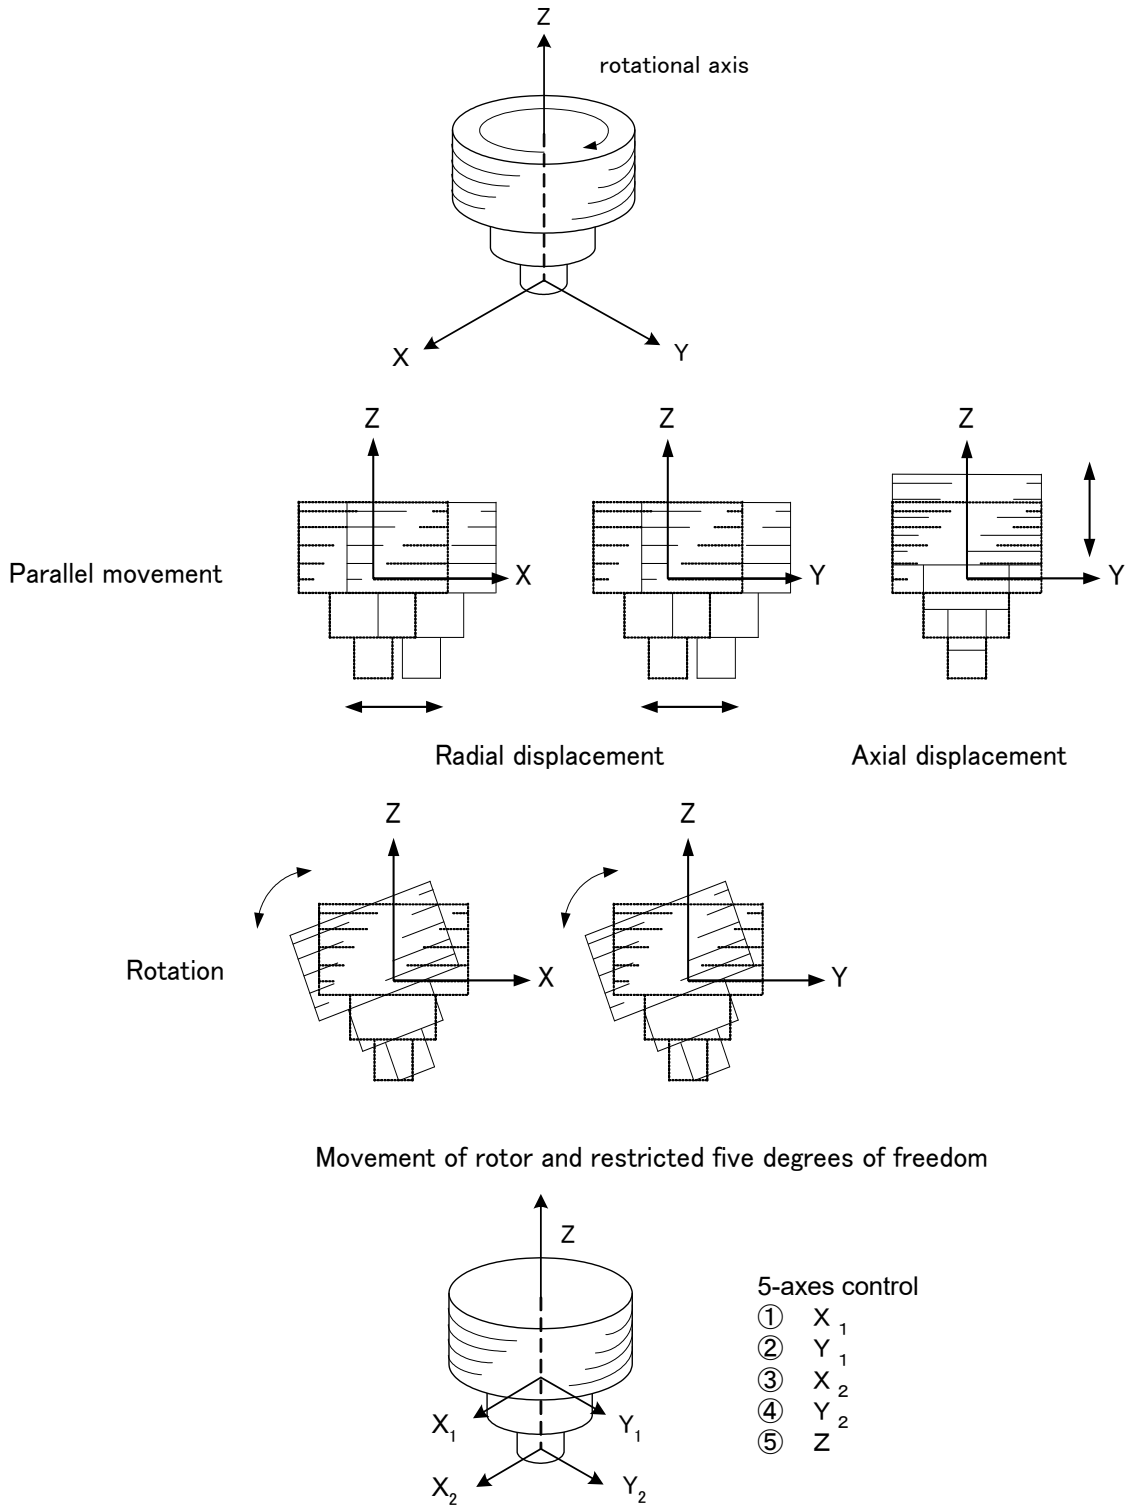 Z
rotational axis
X
Y
Z
Z
Z
Parallel movement
X
Y
Y
Radial displacement
Axial displacement
Z
Z
Rotation
X
Y
Movement of rotor and restricted five degrees of freedom
Z
5-axes control
① X₁
② Y₁
③ X₂
④ Y₂
⑤ Z
X₁
Y₁
X₂
Y₂